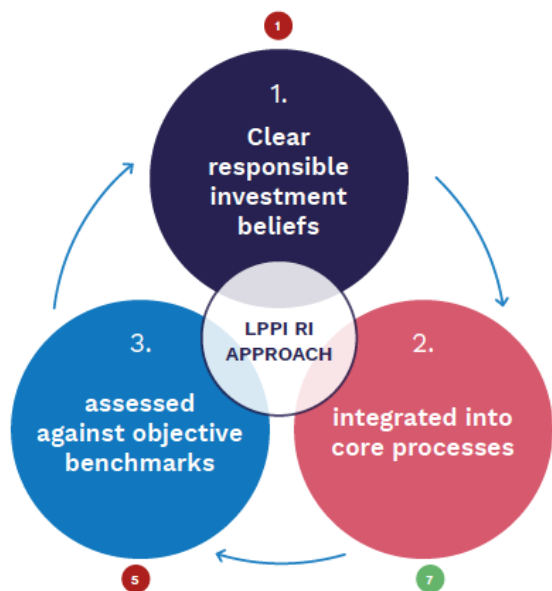 1
1.
Clear
responsible
investment
beliefs
LPPI RI
APPROACH
3.
assessed
against objective
benchmarks
2.
integrated into
core processes
5
7